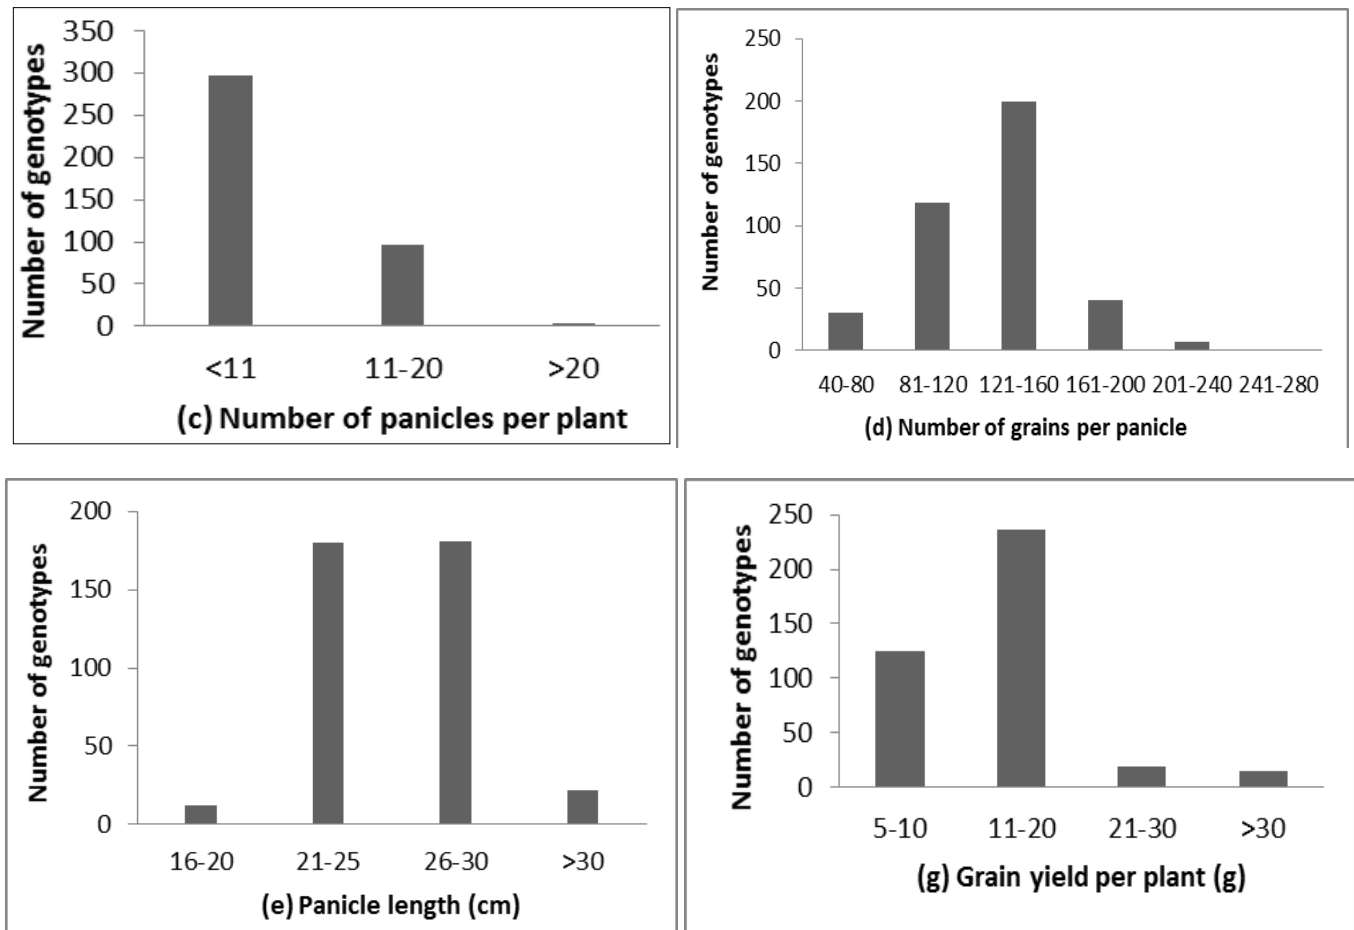 Number of genotypes
350
300
250
200
150
100
50
0
<11 11-20 >20
(c) Number of panicles per plant
Number of genotypes
250
200
150
100
50
0
40-80 81-120 121-160 161-200 201-240 241-280
(d) Number of grains per panicle
Number of genotypes
200
150
100
50
0
16-20 21-25 26-30 >30
(e) Panicle length (cm)
Number of genotypes
250
200
150
100
50
0
5-10 11-20 21-30 >30
(g) Grain yield per plant (g)